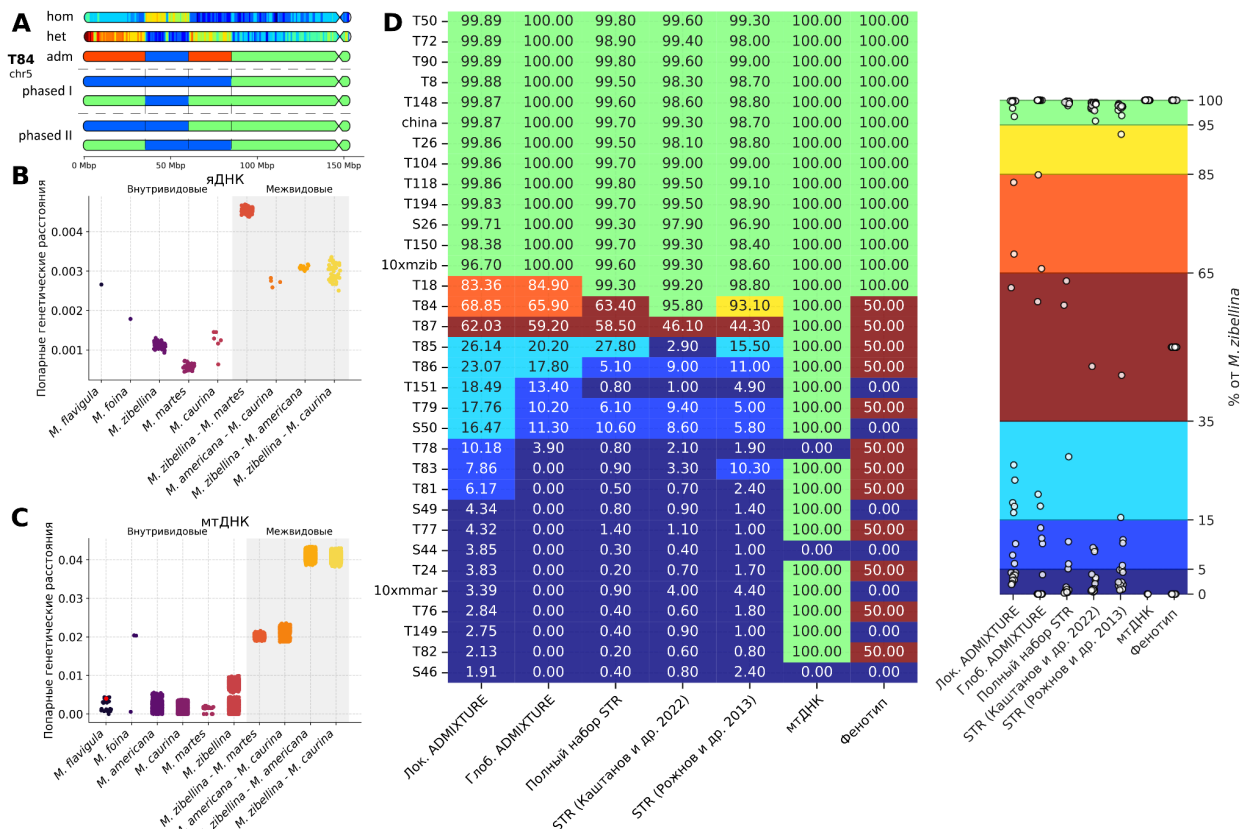 A
hom
het
T84 adm
chr5
phased I
phased II
0 Mbp 50 Mbp 100 Mbp 150 Mbp
B
яДНК
Внутривидовые Межвидовые
Попарные генетические расстояния
0.004
0.003
0.002
0.001
M. flavigula
M. foina
M. zibellina
M. martes
M. caurina
M. zibellina - M. martes
M. americana - M. caurina
M. zibellina - M. americana
M. zibellina - M. caurina
C
мтДНК
Внутривидовые Межвидовые
Попарные генетические расстояния
0.04
0.03
0.02
0.01
0.00
M. flavigula
M. foina
M. americana
M. caurina
M. martes
M. zibellina
M. zibellina - M. martes
M. americana - M. caurina
zibellina - M. americana
M. zibellina - M. caurina
D
T50 99.89 100.00 99.80 99.60 99.30 100.00 100.00
T72 99.89 100.00 98.90 99.40 98.00 100.00 100.00
T90 99.89 100.00 99.80 99.60 99.00 100.00 100.00
T8 99.88 100.00 99.50 98.30 98.70 100.00 100.00
T148 99.87 100.00 99.60 98.60 98.80 100.00 100.00
china 99.87 100.00 99.70 99.30 98.70 100.00 100.00
T26 99.86 100.00 99.50 98.10 98.80 100.00 100.00
T104 99.86 100.00 99.70 99.00 99.00 100.00 100.00
T118 99.86 100.00 99.80 99.50 99.10 100.00 100.00
T194 99.83 100.00 99.70 99.50 98.90 100.00 100.00
S26 99.71 100.00 99.30 97.90 96.90 100.00 100.00
T150 98.38 100.00 99.70 99.30 98.40 100.00 100.00
10xmzib 96.70 100.00 99.60 99.30 98.60 100.00 100.00
T18 83.36 84.90 99.30 99.20 98.80 100.00 100.00
T84 68.85 65.90 63.40 95.80 93.10 100.00 50.00
T87 62.03 59.20 58.50 46.10 44.30 100.00 50.00
T85 26.14 20.20 27.80 2.90 15.50 100.00 50.00
T86 23.07 17.80 5.10 9.00 11.00 100.00 50.00
T151 18.49 13.40 0.80 1.00 4.90 100.00 0.00
T79 17.76 10.20 6.10 9.40 5.00 100.00 50.00
S50 16.47 11.30 10.60 8.60 5.80 100.00 0.00
T78 10.18 3.90 0.80 2.10 1.90 0.00 50.00
T83 7.86 0.00 0.90 3.30 10.30 100.00 50.00
T81 6.17 0.00 0.50 0.70 2.40 100.00 50.00
S49 4.34 0.00 0.80 0.90 1.40 100.00 0.00
T77 4.32 0.00 1.40 1.10 1.00 100.00 50.00
S44 3.85 0.00 0.30 0.40 1.00 0.00 0.00
T24 3.83 0.00 0.20 0.70 1.70 100.00 50.00
10xmmar 3.39 0.00 0.90 4.00 4.40 100.00 0.00
T76 2.84 0.00 0.40 0.60 1.80 100.00 50.00
T149 2.75 0.00 0.40 0.90 1.00 100.00 0.00
T82 2.13 0.00 0.20 0.60 0.80 100.00 50.00
S46 1.91 0.00 0.40 0.80 2.40 0.00 0.00
Лок. ADMIXTURE
Глоб. ADMIXTURE
Полный набор STR
STR (Каштанов и др. 2022)
STR (Рожнов и др. 2013)
мтДНК
Фенотип
100
95
85
65
35
15
5
0
% от M. zibellina
Лок. ADMIXTURE
Глоб. ADMIXTURE
Полный набор STR
STR (Каштанов и др. 2022)
STR (Рожнов и др. 2013)
мтДНК
Фенотип